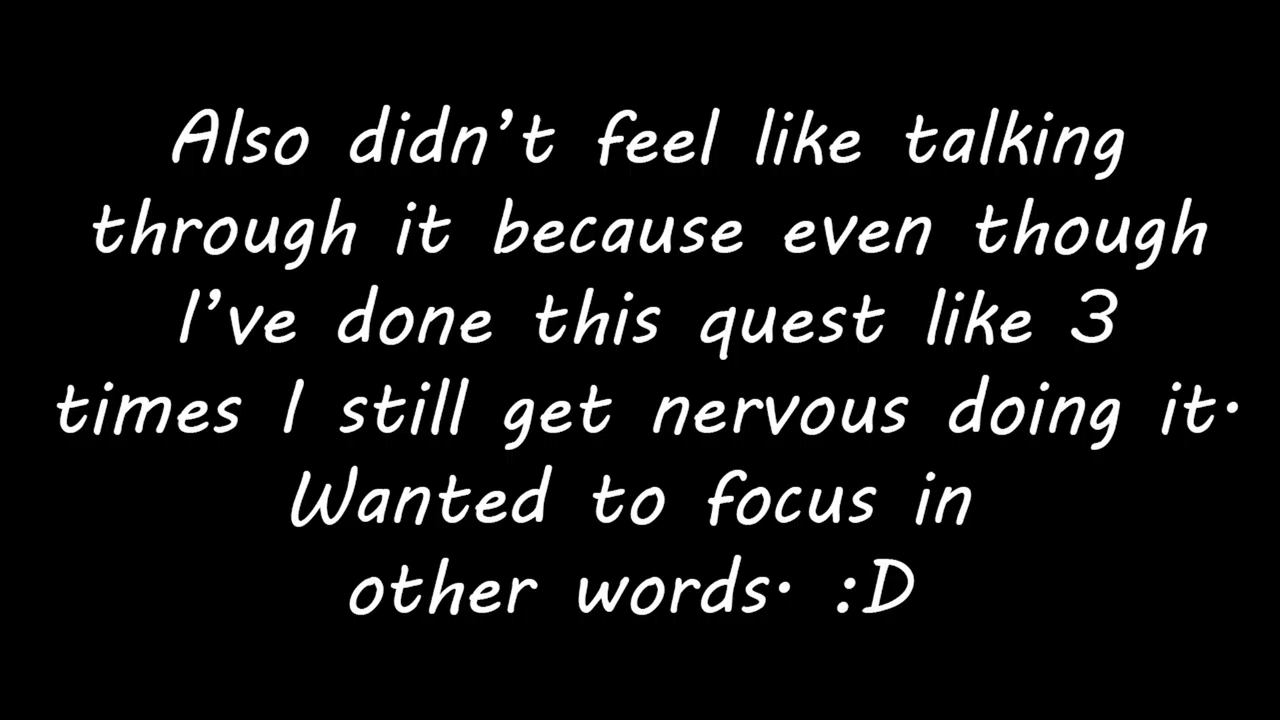 Also didn't feel like talking
through it because even though
I've done this quest like 3
times I still get nervous doing it.
Wanted to focus in
other words. :D